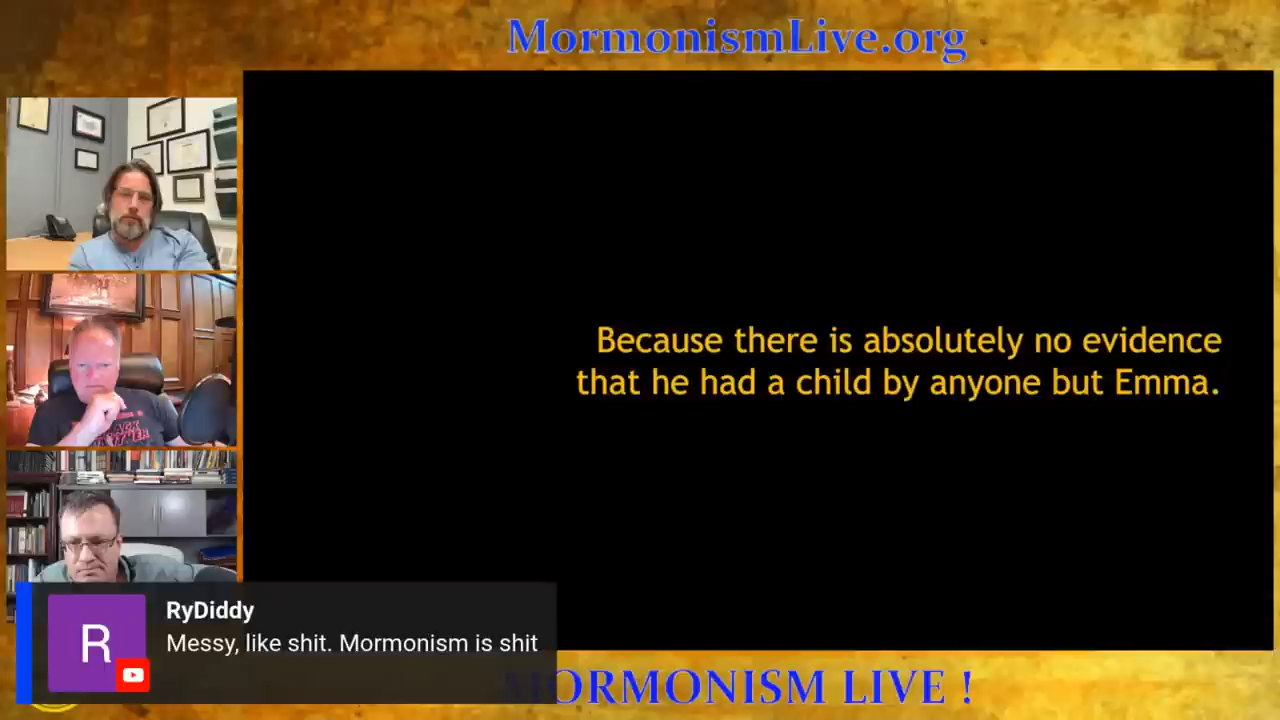 MormonismLive.org
Because there is absolutely no evidence
that he had a child by anyone but Emma.
R
RyDiddy
Messy, like shit. Mormonism is shit
MORMONISM LIVE !